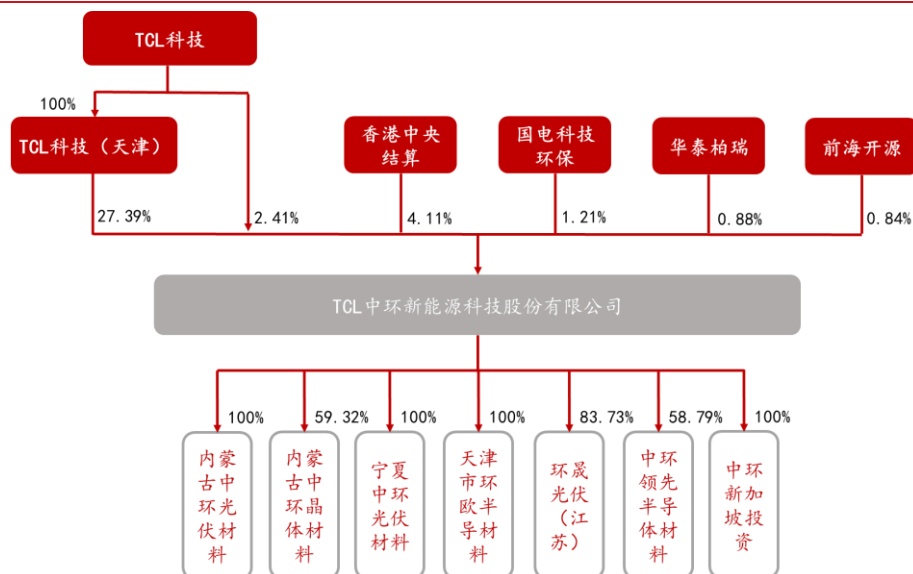 TCL科技
100%
TCL科技（天津）
香港中央
结算
国电科技
环保
华泰柏瑞
前海开源
27.39%
2.41%
4.11%
1.21%
0.88%
0.84%
TCL中环新能源科技股份有限公司
100%
59.32%
100%
100%
83.73%
58.79%
100%
内蒙
古中
环光
伏材
料
内蒙
古中
环晶
体材
料
宁夏
中环
光伏
材料
天津
市环
欧半
导材
料
环晟
光伏
（江
苏）
中环
领先
半导
体材
料
中环
新加
坡投
资